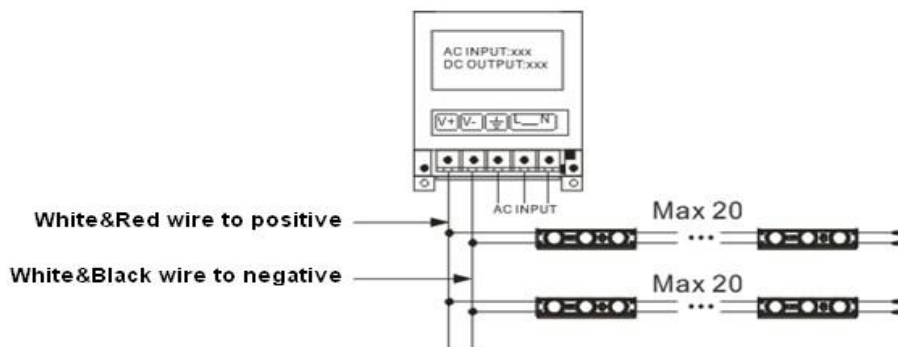 AC INPUT:xxx
DC OUTPUT:xxx
V+ V- L N
AC INPUT
White&Red wire to positive
Max 20
White&Black wire to negative
Max 20